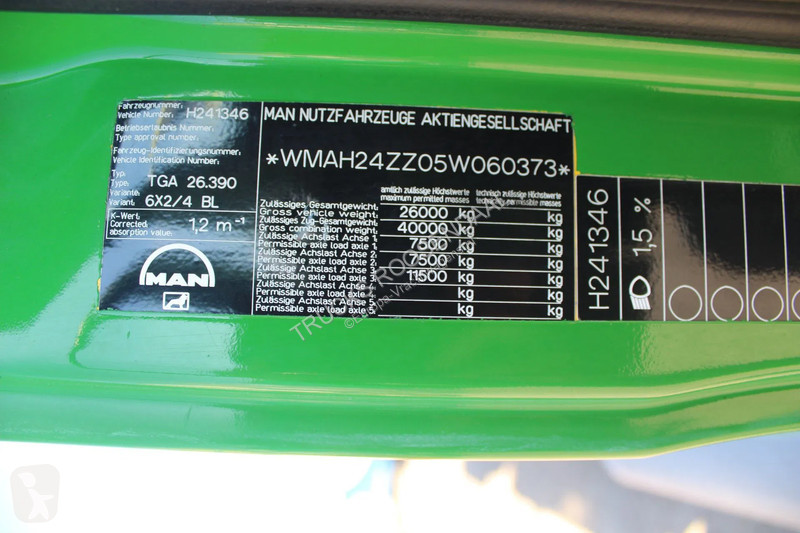 Fahrzeugnummer:
Vehicle Number: H241346
Betriebserlaubnis Nummer:
Type approval number:
Fahrzeug-Identifizierungsnummer:
Vehicle Identification Number:
Typ:
Type: TGA 26.390
Variante:
Variant: 6X2/4 BL
K-Wert:
Corrected
absorption value: 1,2 m⁻¹
MAN
MAN NUTZFAHRZEUGE AKTIENGESELLSCHAFT
*WMAH24ZZ05W060373*
amtlich zulässige Höchstwerte technisch zulässige Höchstwerte
maximum permitted masses technically permissible masses
Zulässiges Gesamtgewicht
Gross vehicle weight 26000 kg kg
Zulässiges Zug-Gesamtgewicht
Gross combination weight 40000 kg kg
Zulässige Achslast Achse 1
Permissible axle load axle 1 7500 kg kg
Zulässige Achslast Achse 2
Permissible axle load axle 2 7500 kg kg
Zulässige Achslast Achse 3
Permissible axle load axle 3 11500 kg kg
Zulässige Achslast Achse 4
Permissible axle load axle 4 kg kg
Zulässige Achslast Achse 5
Permissible axle load axle 5 kg kg
H241346
1,5 %